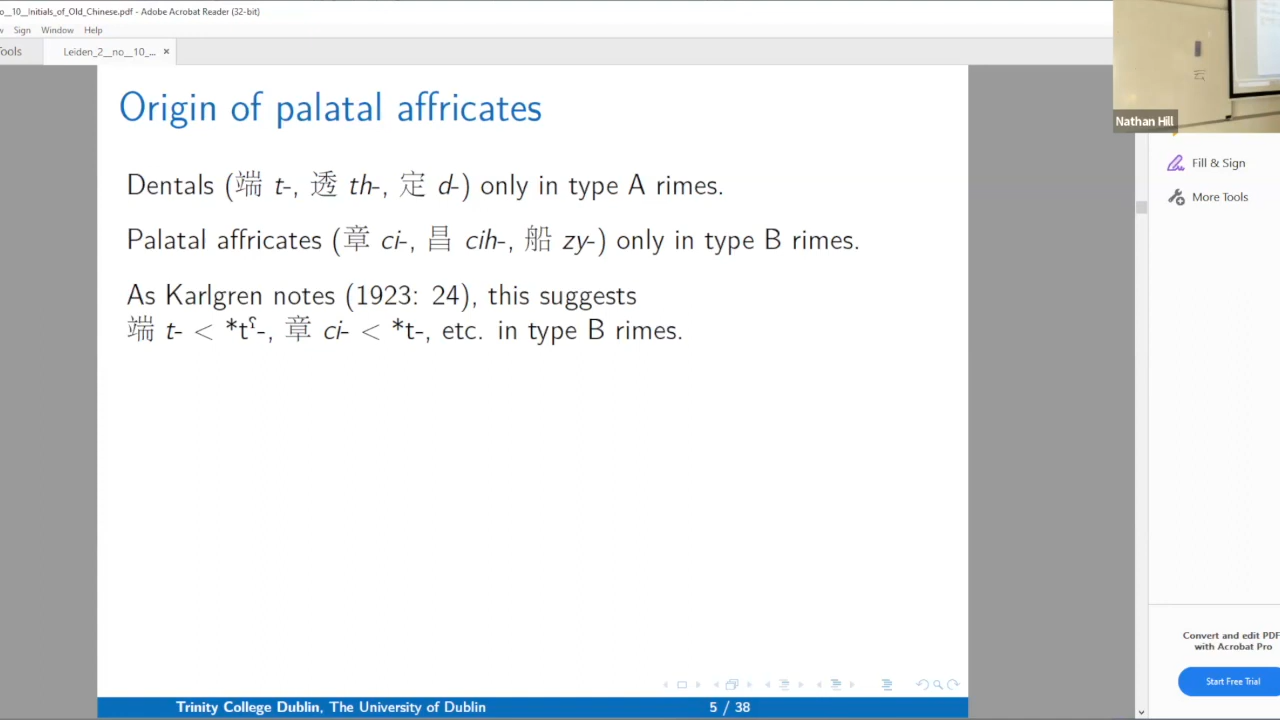 o__10__Initials_of_Old_Chinese.pdf - Adobe Acrobat Reader (32-bit)
Sign Window Help
Tools Leiden_2__no__10_... ×
Nathan Hill
Origin of palatal affricates
Dentals (端 t-, 透 th-, 定 d-) only in type A rimes.
Palatal affricates (章 ci-, 昌 cih-, 船 zy-) only in type B rimes.
As Karlgren notes (1923: 24), this suggests
端 t- < *tˤ-, 章 ci- < *t-, etc. in type B rimes.
Fill & Sign
More Tools
Convert and edit PDF
with Acrobat Pro
Start Free Trial
Trinity College Dublin, The University of Dublin 5 / 38